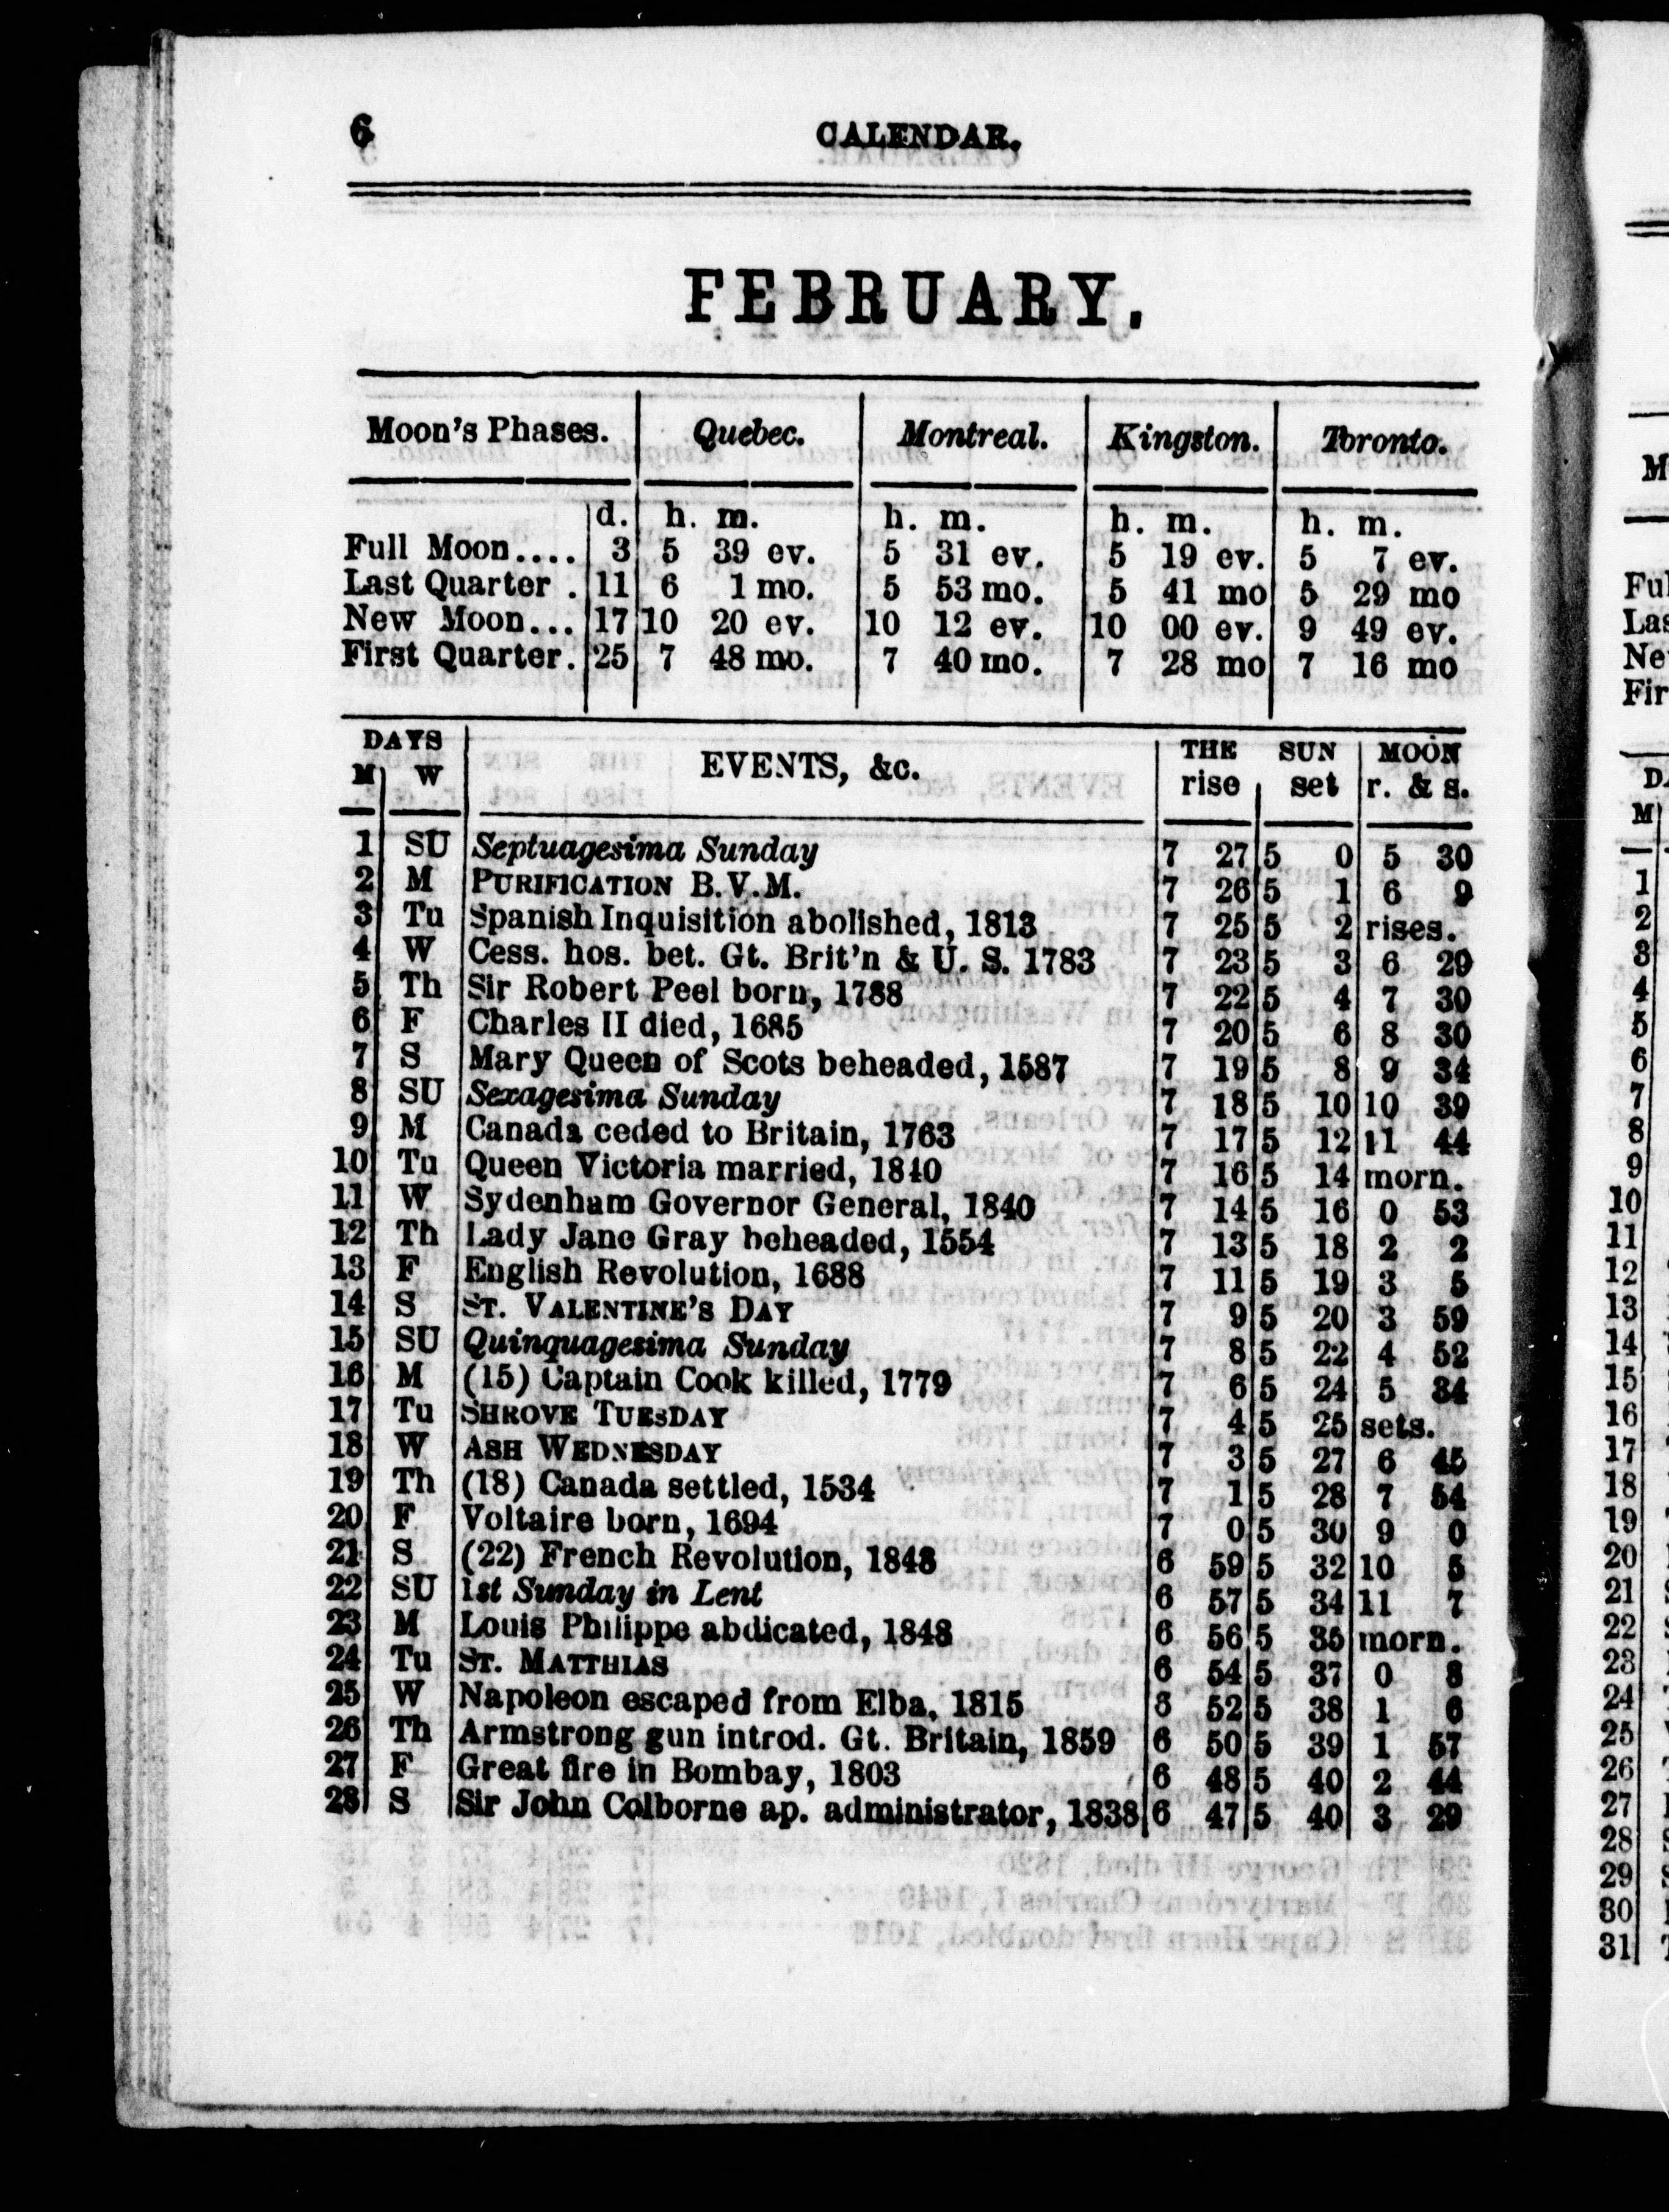 6 CALENDAR.
FEBRUARY.
Moon's Phases. Quebec. Montreal. Kingston. Toronto.
d. h. m. h. m. h. m. h. m.
Full Moon.... 3 5 39 ev. 5 31 ev. 5 19 ev. 5 7 ev.
Last Quarter . 11 6 1 mo. 5 53 mo. 5 41 mo 5 29 mo
New Moon... 17 10 20 ev. 10 12 ev. 10 00 ev. 9 49 ev.
First Quarter. 25 7 48 mo. 7 40 mo. 7 28 mo 7 16 mo
DAYS EVENTS, &c. THE SUN MOON
M W rise set r. & s.
1 SU Septuagesima Sunday 7 27 5 0 5 30
2 M PURIFICATION B.V.M. 7 26 5 1 6 9
3 Tu Spanish Inquisition abolished, 1813 7 25 5 2 rises.
4 W Cess. hos. bet. Gt. Brit'n & U. S. 1783 7 23 5 3 6 29
5 Th Sir Robert Peel born, 1788 7 22 5 4 7 30
6 F Charles II died, 1685 7 20 5 6 8 30
7 S Mary Queen of Scots beheaded, 1587 7 19 5 8 9 34
8 SU Sexagesima Sunday 7 18 5 10 10 39
9 M Canada ceded to Britain, 1763 7 17 5 12 11 44
10 Tu Queen Victoria married, 1840 7 16 5 14 morn.
11 W Sydenham Governor General, 1840 7 14 5 16 0 53
12 Th Lady Jane Gray beheaded, 1554 7 13 5 18 2 2
13 F English Revolution, 1688 7 11 5 19 3 5
14 S ST. VALENTINE'S DAY 7 9 5 20 3 59
15 SU Quinquagesima Sunday 7 8 5 22 4 52
16 M (15) Captain Cook killed, 1779 7 6 5 24 5 34
17 Tu SHROVE TUESDAY 7 4 5 25 sets.
18 W ASH WEDNESDAY 7 3 5 27 6 45
19 Th (18) Canada settled, 1534 7 1 5 28 7 54
20 F Voltaire born, 1694 7 0 5 30 9 0
21 S (22) French Revolution, 1848 6 59 5 32 10 5
22 SU 1st Sunday in Lent 6 57 5 34 11 7
23 M Louis Philippe abdicated, 1848 6 56 5 35 morn.
24 Tu ST. MATTHIAS 6 54 5 37 0 8
25 W Napoleon escaped from Elba, 1815 6 52 5 38 1 6
26 Th Armstrong gun introd. Gt. Britain, 1859 6 50 5 39 1 57
27 F Great fire in Bombay, 1803 6 48 5 40 2 44
28 S Sir John Colborne ap. administrator, 1838 6 47 5 40 3 29